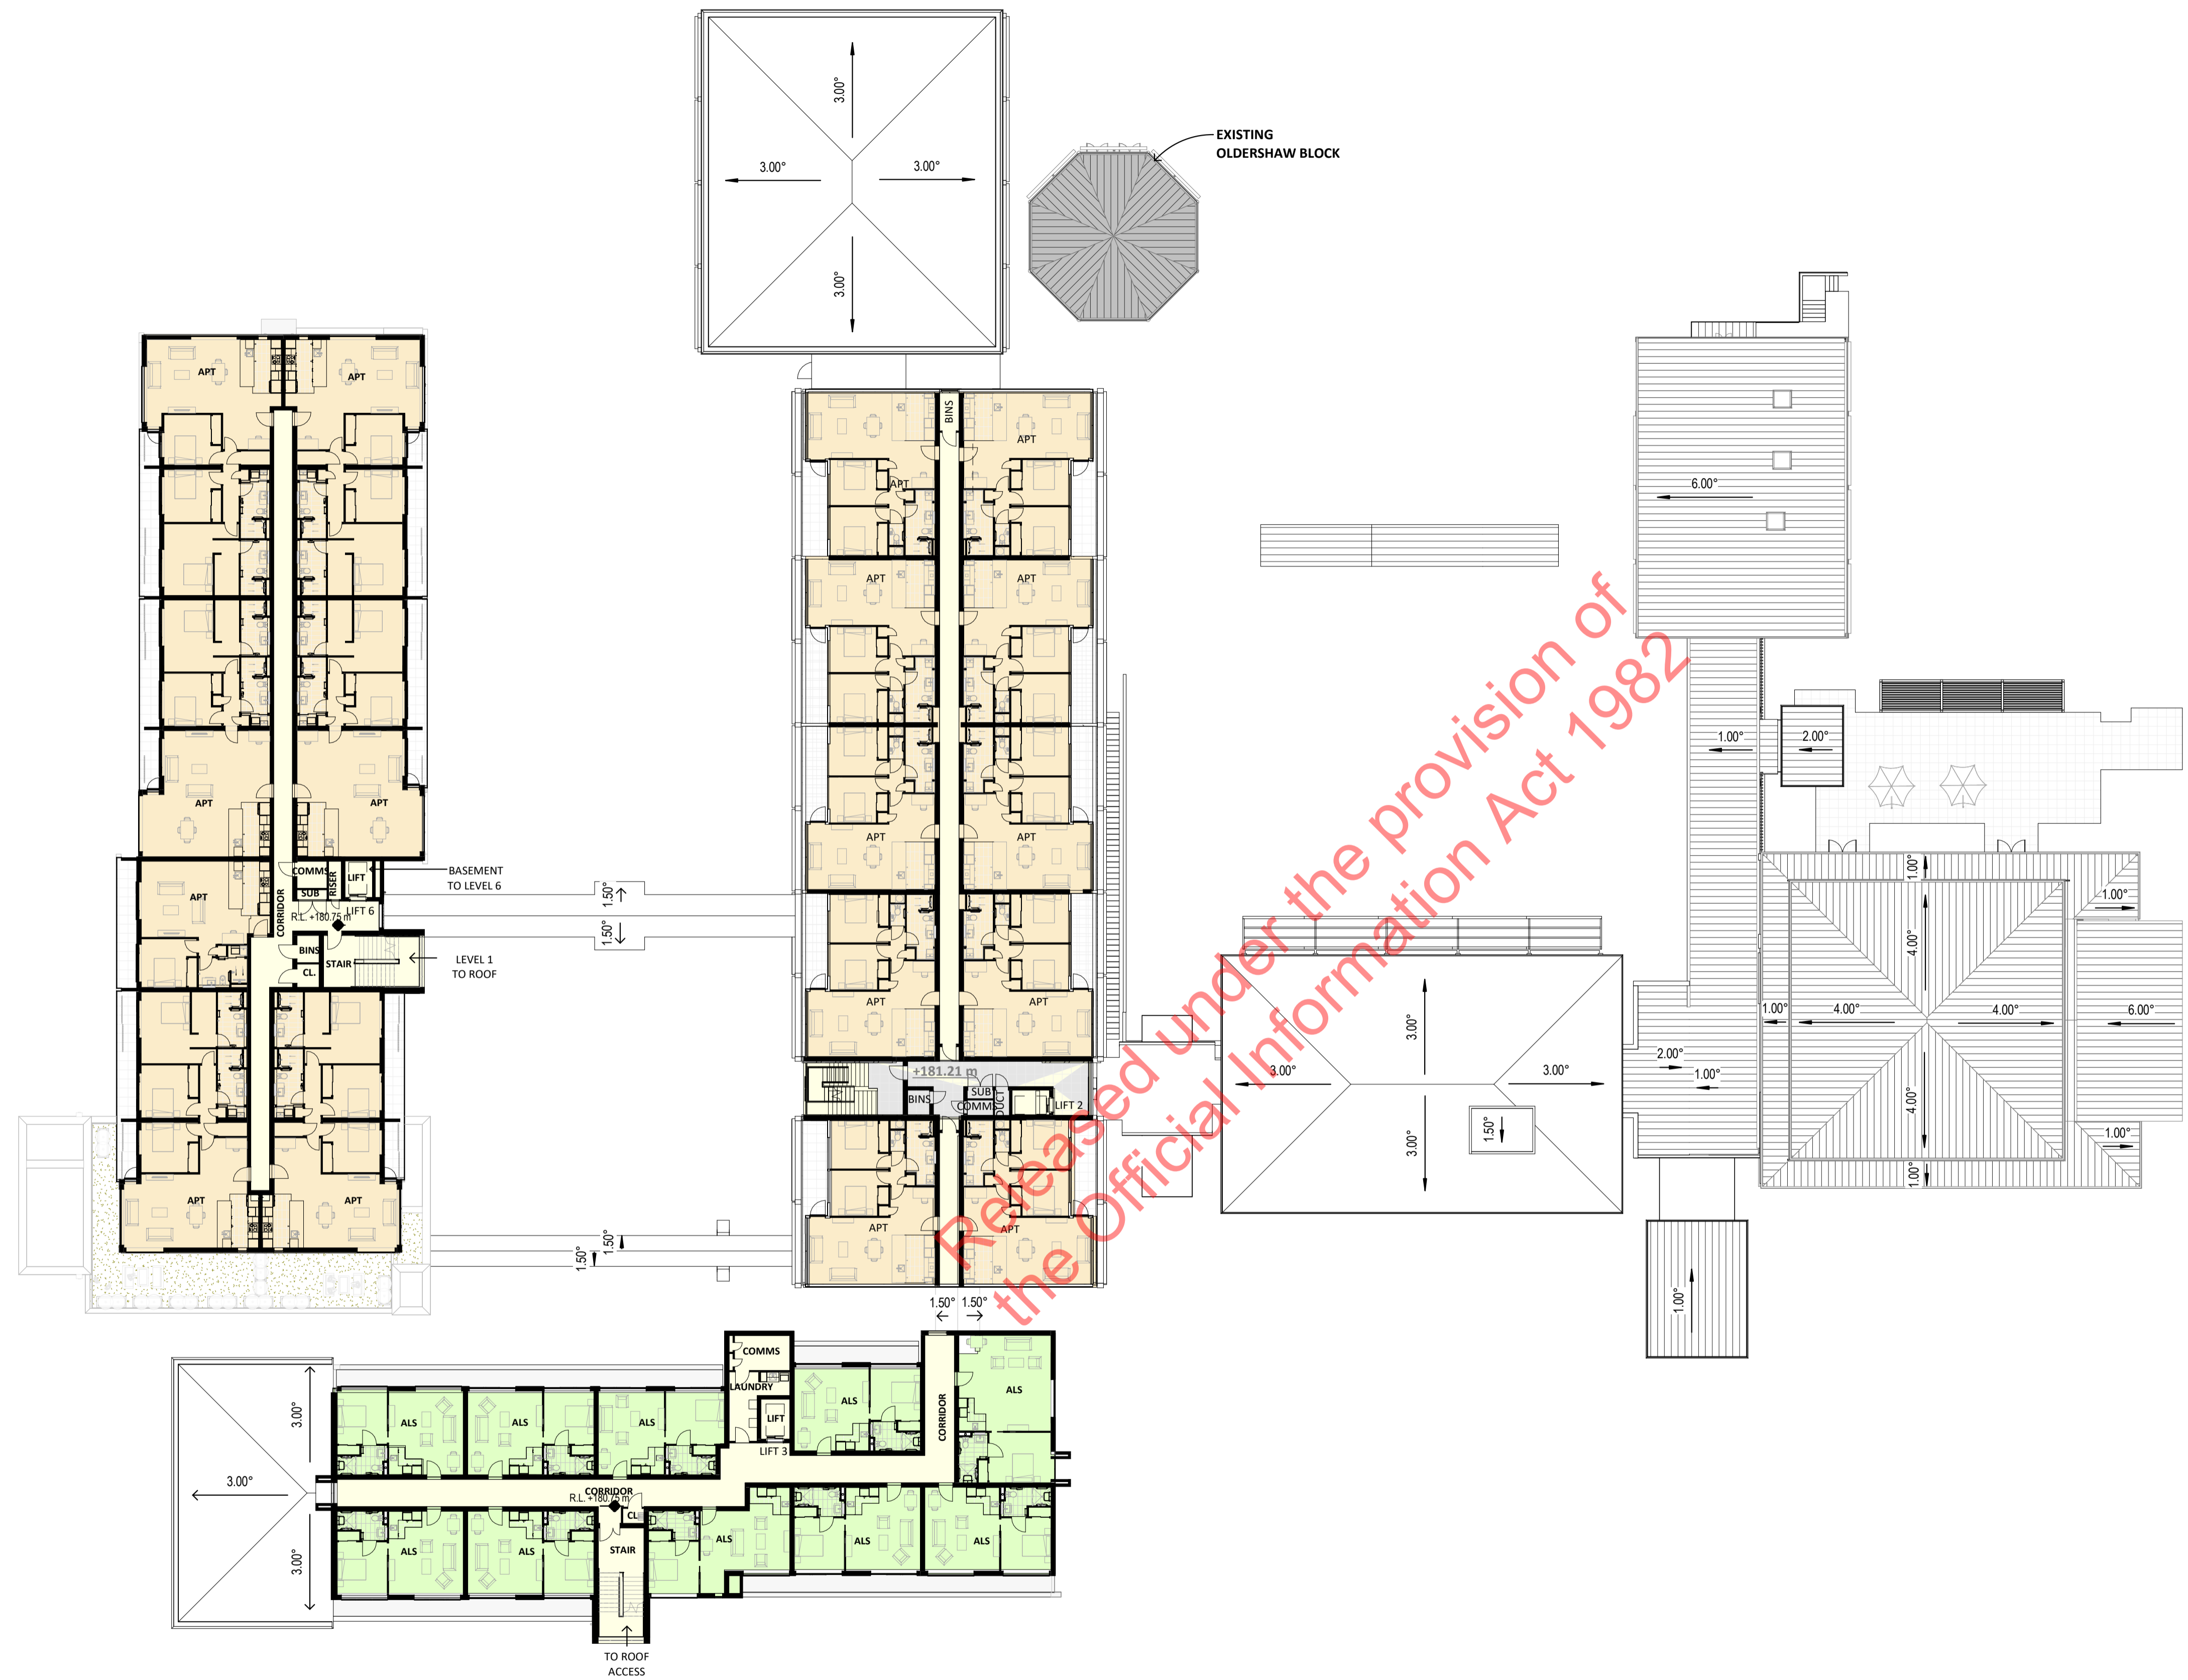 3.00°
3.00°
3.00°
3.00°
EXISTING
OLDERSHAW BLOCK
APT
APT
APT
APT
COMMS
SUB
RISER
LIFT
BASEMENT
TO LEVEL 6
APT
CORRIDOR
R.L. +180.75 m
LIFT 6
BINS
CL.
STAIR
LEVEL 1
TO ROOF
APT
APT
1.50°
1.50°
1.50°
1.50°
BINS
APT
APT
APT
APT
APT
APT
APT
APT
+181.21 m
BINS
SUB
COMMS
DUCT
LIFT 2
APT
APT
1.50°
1.50°
6.00°
1.00°
2.00°
1.00°
1.00°
4.00°
1.00°
4.00°
4.00°
6.00°
4.00°
1.00°
1.00°
2.00°
1.00°
3.00°
3.00°
3.00°
3.00°
1.50°
1.00°
Released under the provision of
the Official Information Act 1982
COMMS
LAUNDRY
LIFT
LIFT 3
ALS
CORRIDOR
ALS
3.00°
3.00°
3.00°
ALS
ALS
ALS
CORRIDOR
R.L. +180.75 m
CL
STAIR
ALS
ALS
ALS
ALS
ALS
TO ROOF
ACCESS